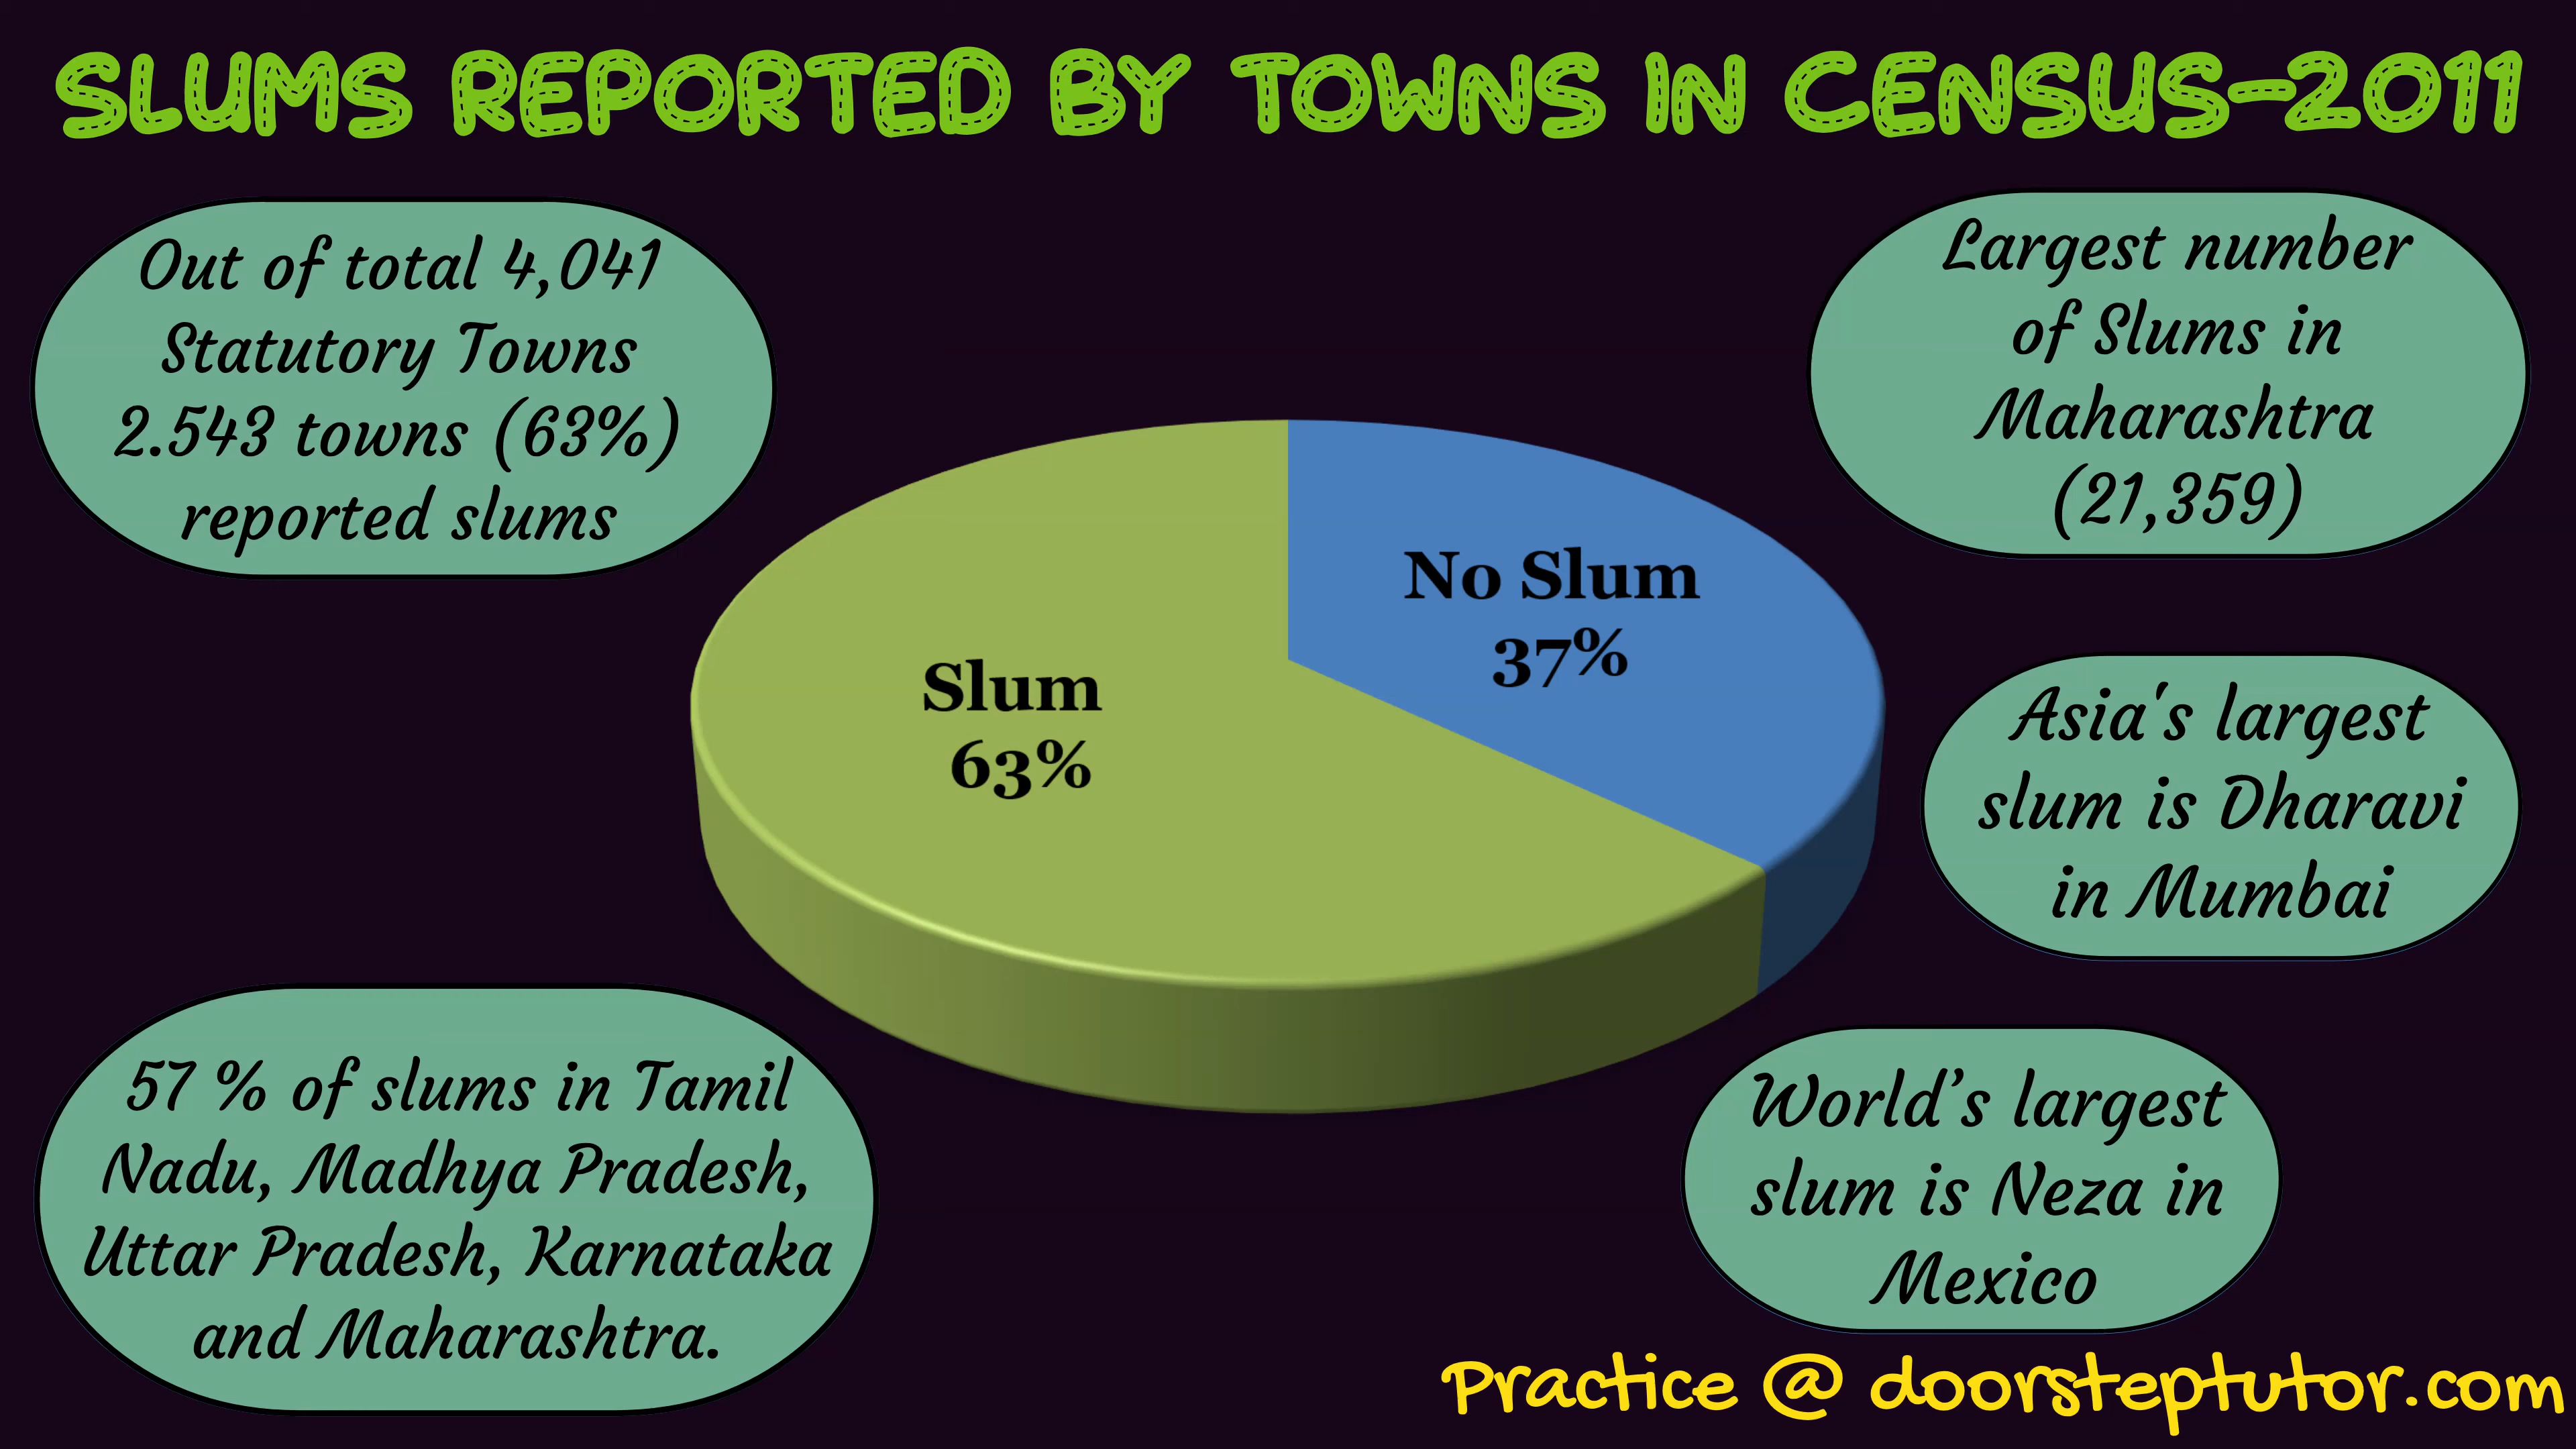 SLUMS REPORTED BY TOWNS IN CENSUS-2011
Out of total 4,041
Statutory Towns
2.543 towns (63%)
reported slums
Largest number
of Slums in
Maharashtra
(21,359)
No Slum
37%
Slum
63%
Asia's largest
slum is Dharavi
in Mumbai
57 % of slums in Tamil
Nadu, Madhya Pradesh,
Uttar Pradesh, Karnataka
and Maharashtra.
World’s largest
slum is Neza in
Mexico
Practice @ doorsteptutor.com